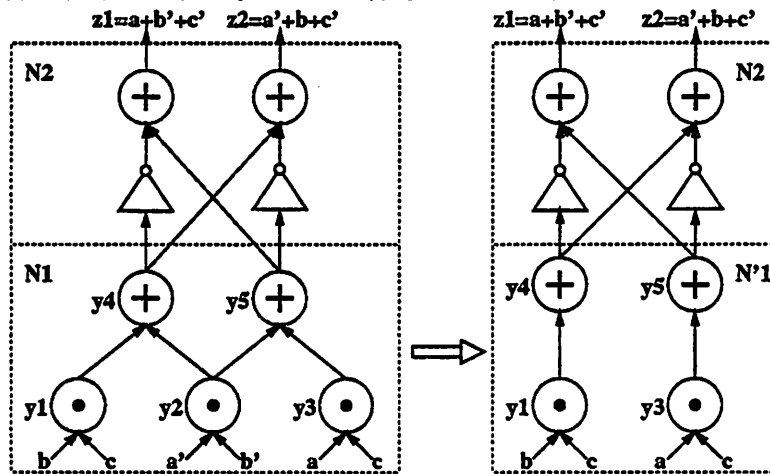 z1=a+b'+c' z2=a'+b+c' z1=a+b'+c' z2=a'+b+c'
N2 + + + + N2
N1 N'1
y4 + y5 + y4 + y5 +
y1 y2 y3 y1 y3
b c a' b' a c b c a c